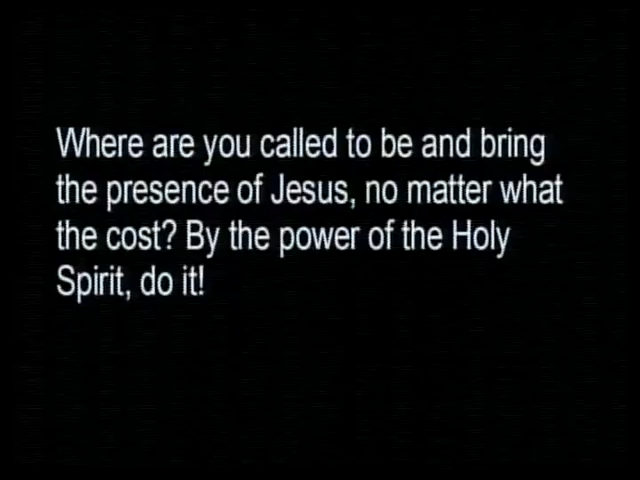 Where are you called to be and bring
the presence of Jesus, no matter what
the cost? By the power of the Holy
Spirit, do it!